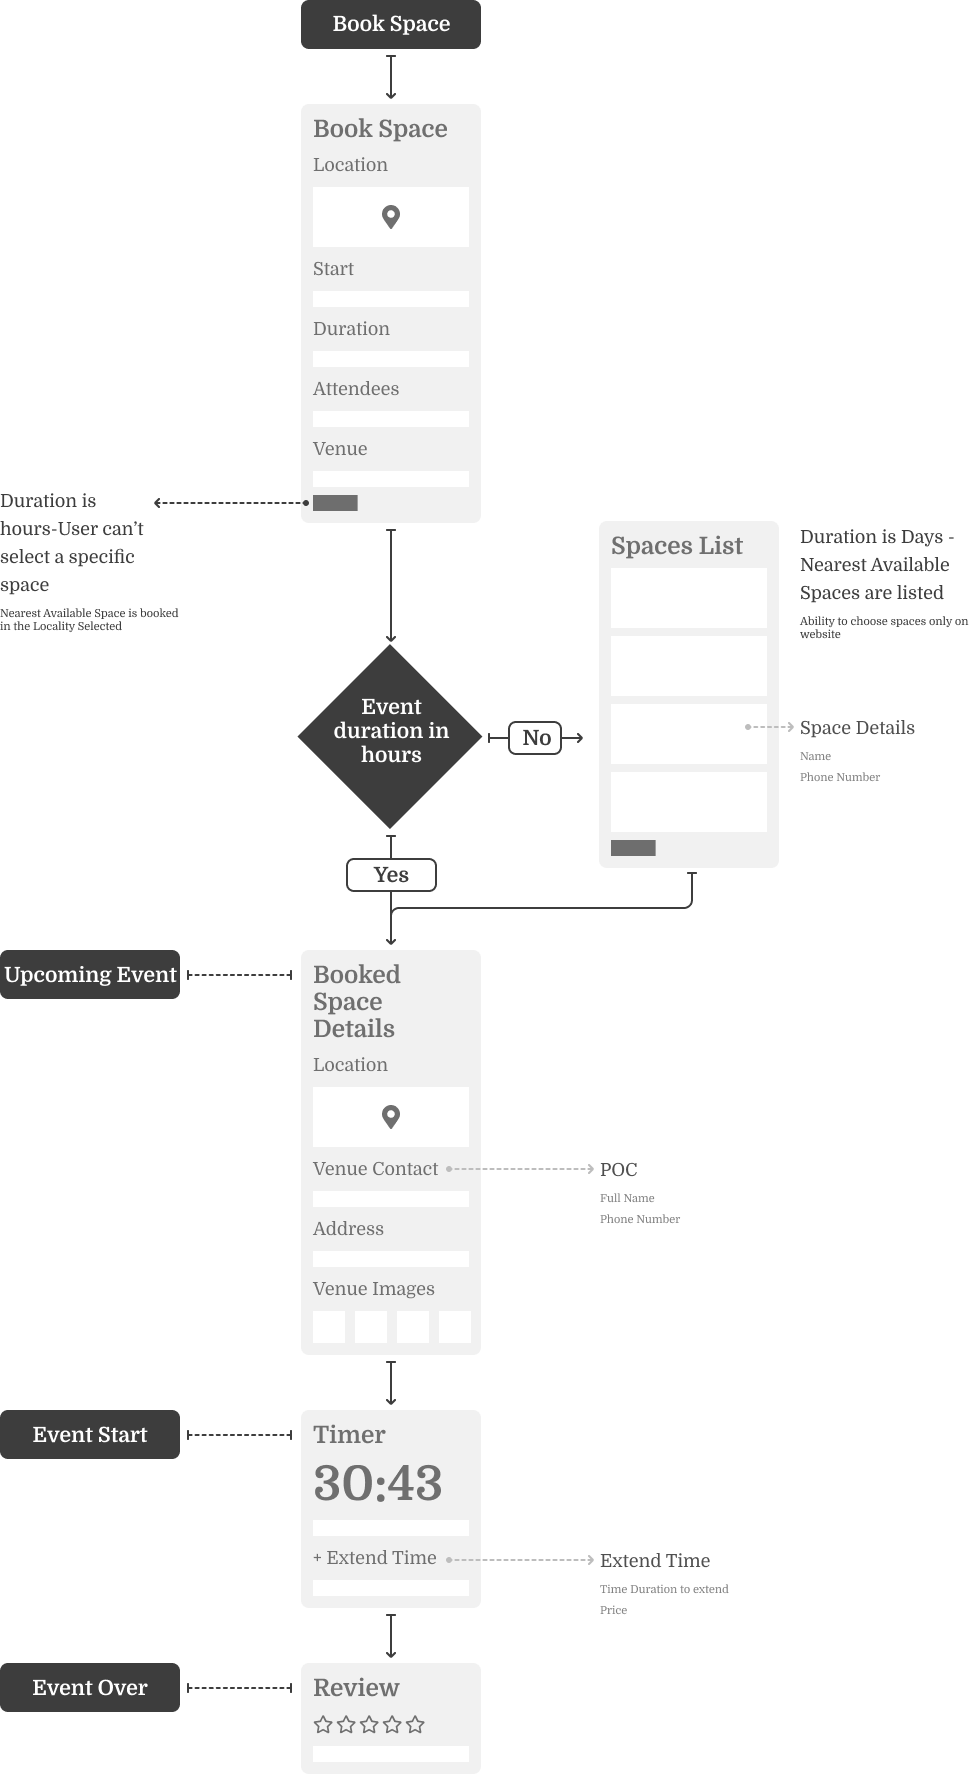 Book Space
Book Space
Location
Start
Duration
Attendees
Venue
Duration is
hours-User can’t
select a specific
space
Nearest Available Space is booked
in the Locality Selected
Event
duration in
hours
No
Spaces List
Duration is Days -
Nearest Available
Spaces are listed
Ability to choose spaces only on
website
Space Details
Name
Phone Number
Yes
Upcoming Event
Booked
Space
Details
Location
Venue Contact
POC
Full Name
Phone Number
Address
Venue Images
Event Start
Timer
30:43
+ Extend Time
Extend Time
Time Duration to extend
Price
Event Over
Review